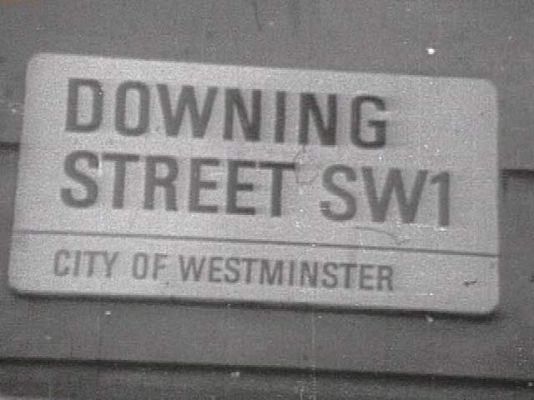 DOWNING
STREET SW1
CITY OF WESTMINSTER